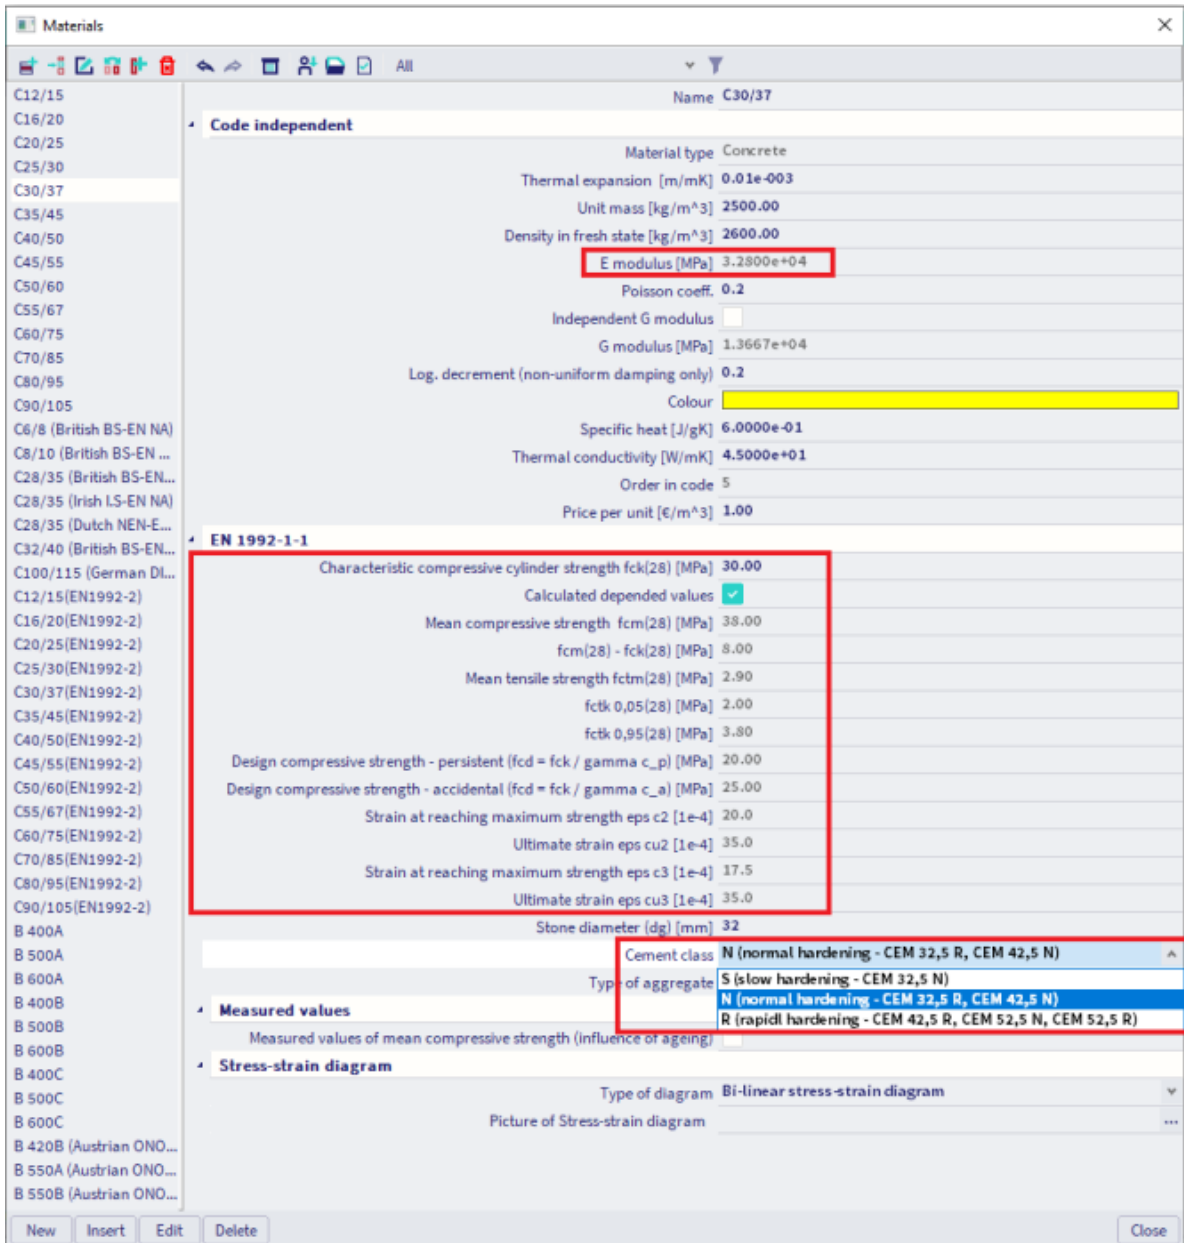 Materials
All
C12/15
C16/20
C20/25
C25/30
C30/37
C35/45
C40/50
C45/55
C50/60
C55/67
C60/75
C70/85
C80/95
C90/105
C6/8 (British BS-EN NA)
C8/10 (British BS-EN ...
C28/35 (British BS-EN...
C28/35 (Irish I.S-EN NA)
C28/35 (Dutch NEN-E...
C32/40 (British BS-EN...
C100/115 (German DI...
C12/15(EN1992-2)
C16/20(EN1992-2)
C20/25(EN1992-2)
C25/30(EN1992-2)
C30/37(EN1992-2)
C35/45(EN1992-2)
C40/50(EN1992-2)
C45/55(EN1992-2)
C50/60(EN1992-2)
C55/67(EN1992-2)
C60/75(EN1992-2)
C70/85(EN1992-2)
C80/95(EN1992-2)
C90/105(EN1992-2)
B 400A
B 500A
B 600A
B 400B
B 500B
B 600B
B 400C
B 500C
B 600C
B 420B (Austrian ONO...
B 550A (Austrian ONO...
B 550B (Austrian ONO...
Name C30/37
Code independent
Material type Concrete
Thermal expansion [m/mK] 0.01e-003
Unit mass [kg/m^3] 2500.00
Density in fresh state [kg/m^3] 2600.00
E modulus [MPa] 3.2800e+04
Poisson coeff. 0.2
Independent G modulus
G modulus [MPa] 1.3667e+04
Log. decrement (non-uniform damping only) 0.2
Colour
Specific heat [J/gK] 6.0000e-01
Thermal conductivity [W/mK] 4.5000e+01
Order in code 5
Price per unit [€/m^3] 1.00
EN 1992-1-1
Characteristic compressive cylinder strength fck(28) [MPa] 30.00
Calculated depended values
Mean compressive strength fcm(28) [MPa] 38.00
fcm(28) - fck(28) [MPa] 8.00
Mean tensile strength fctm(28) [MPa] 2.90
fctk 0,05(28) [MPa] 2.00
fctk 0,95(28) [MPa] 3.80
Design compressive strength - persistent (fcd = fck / gamma c_p) [MPa] 20.00
Design compressive strength - accidental (fcd = fck / gamma c_a) [MPa] 25.00
Strain at reaching maximum strength eps c2 [1e-4] 20.0
Ultimate strain eps cu2 [1e-4] 35.0
Strain at reaching maximum strength eps c3 [1e-4] 17.5
Ultimate strain eps cu3 [1e-4] 35.0
Stone diameter (dg) [mm] 32
Cement class N (normal hardening - CEM 32,5 R, CEM 42,5 N)
Type of aggregate S (slow hardening - CEM 32,5 N)
N (normal hardening - CEM 32,5 R, CEM 42,5 N)
R (rapidl hardening - CEM 42,5 R, CEM 52,5 N, CEM 52,5 R)
Measured values
Measured values of mean compressive strength (influence of ageing)
Stress-strain diagram
Type of diagram Bi-linear stress-strain diagram
Picture of Stress-strain diagram ...
New Insert Edit Delete Close